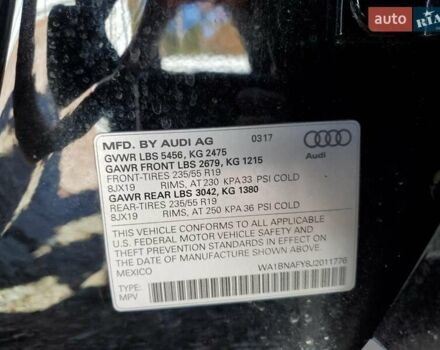 auto RIA
MFD. BY AUDI AG 0317
GVWR LBS 5456, KG 2475
GAWR FRONT LBS 2679, KG 1215
FRONT-TIRES 235/55 R19
8JX19 RIMS, AT 230 KPA 33 PSI COLD
GAWR REAR LBS 3042, KG 1380
REAR-TIRES 235/55 R19
8JX19 RIMS, AT 250 KPA 36 PSI COLD
Audi
THIS VEHICLE CONFORMS TO ALL APPLICABLE
U.S. FEDERAL MOTOR VEHICLE SAFETY AND
THEFT PREVENTION STANDARDS IN EFFECT ON
THE DATE OF MANUFACTURE SHOWN ABOVE.
MEXICO WA1BNAFY8J2011776
TYPE:
MPV